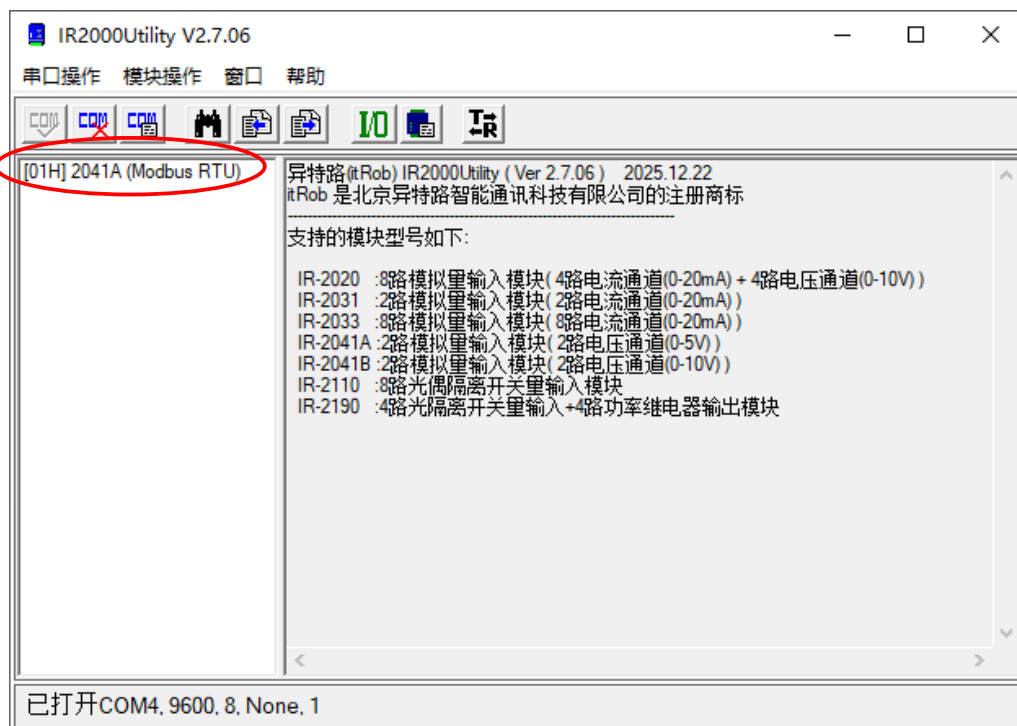 IR2000Utility V2.7.06
串口操作 模块操作 窗口 帮助
COM COM COM I/O T R
[01H] 2041A (Modbus RTU)
异特路(itRob) IR2000Utility ( Ver 2.7.06 ) 2025.12.22
itRob 是北京异特路智能通讯科技有限公司的注册商标
--------------------------------------------------------------------------------
支持的模块型号如下:
IR-2020 :8路模拟量输入模块( 4路电流通道(0-20mA) + 4路电压通道(0-10V) )
IR-2031 :2路模拟量输入模块( 2路电流通道(0-20mA) )
IR-2033 :8路模拟量输入模块( 8路电流通道(0-20mA) )
IR-2041A :2路模拟量输入模块( 2路电压通道(0-5V) )
IR-2041B :2路模拟量输入模块( 2路电压通道(0-10V) )
IR-2110 :8路光偶隔离开关量输入模块
IR-2190 :4路光隔离开关量输入+4路功率继电器输出模块
已打开COM4, 9600, 8, None, 1